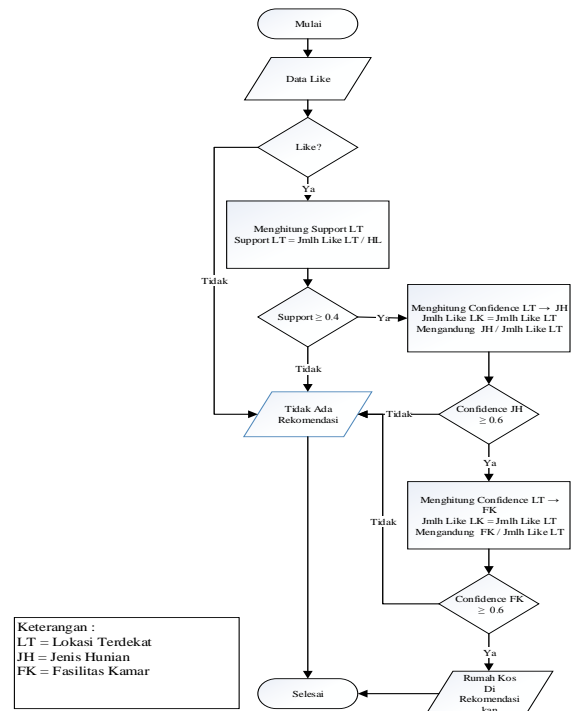 Mulai
Data Like
Like?
Ya
Menghitung Support LT
Support LT = Jmlh Like LT / HL
Tidak
Support ≥ 0.4
Ya
Menghitung Confidence LT → JH
Jmlh Like LK = Jmlh Like LT
Mengandung JH / Jmlh Like LT
Tidak
Tidak Ada
Rekomendasi
Tidak
Confidence JH
≥ 0.6
Ya
Menghitung Confidence LT →
FK
Jmlh Like LK = Jmlh Like LT
Mengandung FK / Jmlh Like LT
Tidak
Confidence FK
≥ 0.6
Ya
Keterangan :
LT = Lokasi Terdekat
JH = Jenis Hunian
FK = Fasilitas Kamar
Selesai
Rumah Kos
Di
Rekomendasi
kan